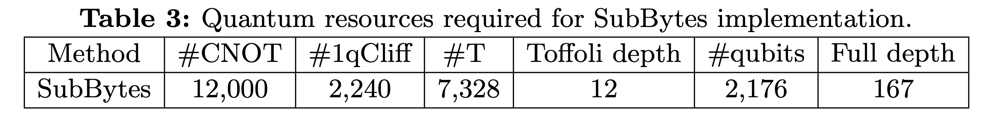 Table 3: Quantum resources required for SubBytes implementation.
Method #CNOT #1qCliff #T Toffoli depth #qubits Full depth
SubBytes 12,000 2,240 7,328 12 2,176 167